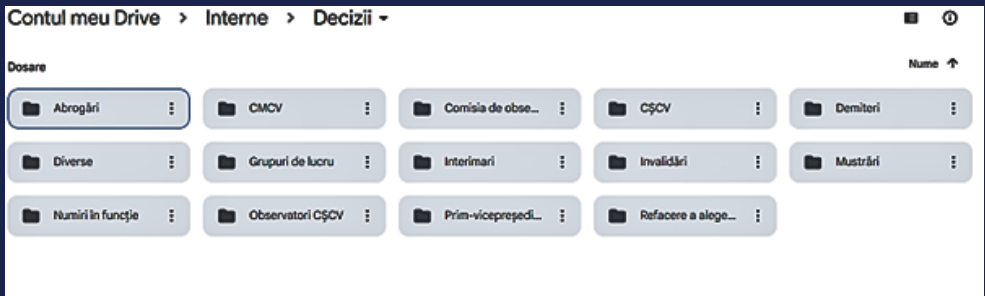 Contul meu Drive > Interne > Decizii
Dosare
Nume ↑
Abrogări CMCV Comisia de obse... CȘCV Demiteri
Diverse Grupuri de lucru Interimari Invalidări Mustrări
Numiri în funcție Observatori CȘCV Prim-vicepreședi... Refacere a alege...